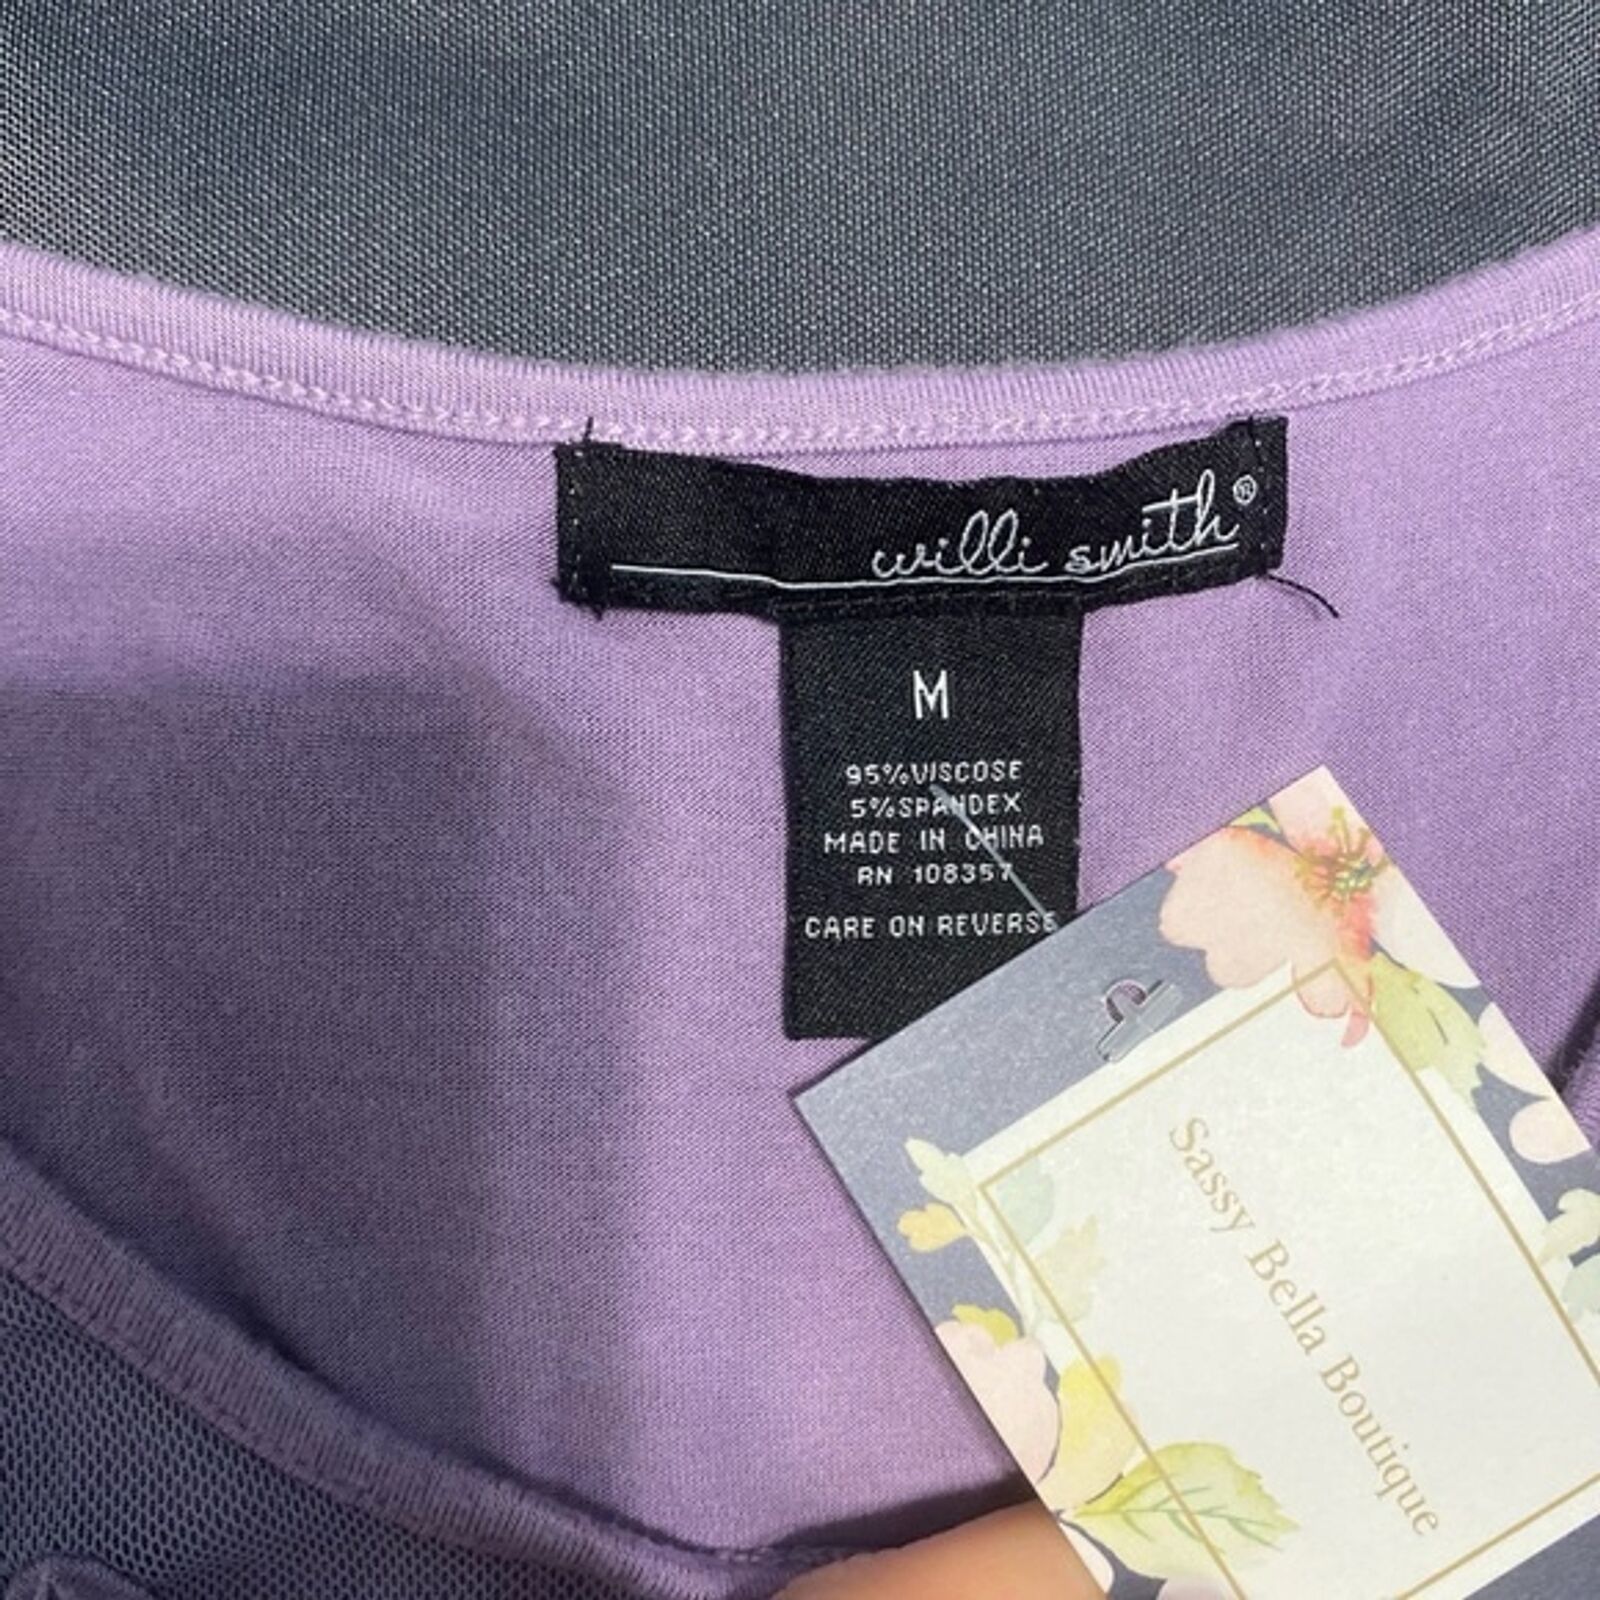 willi smith®
M
95%VISCOSE
5%SPANDEX
MADE IN CHINA
RN 108357
CARE ON REVERSE
Sassy Bella Boutique